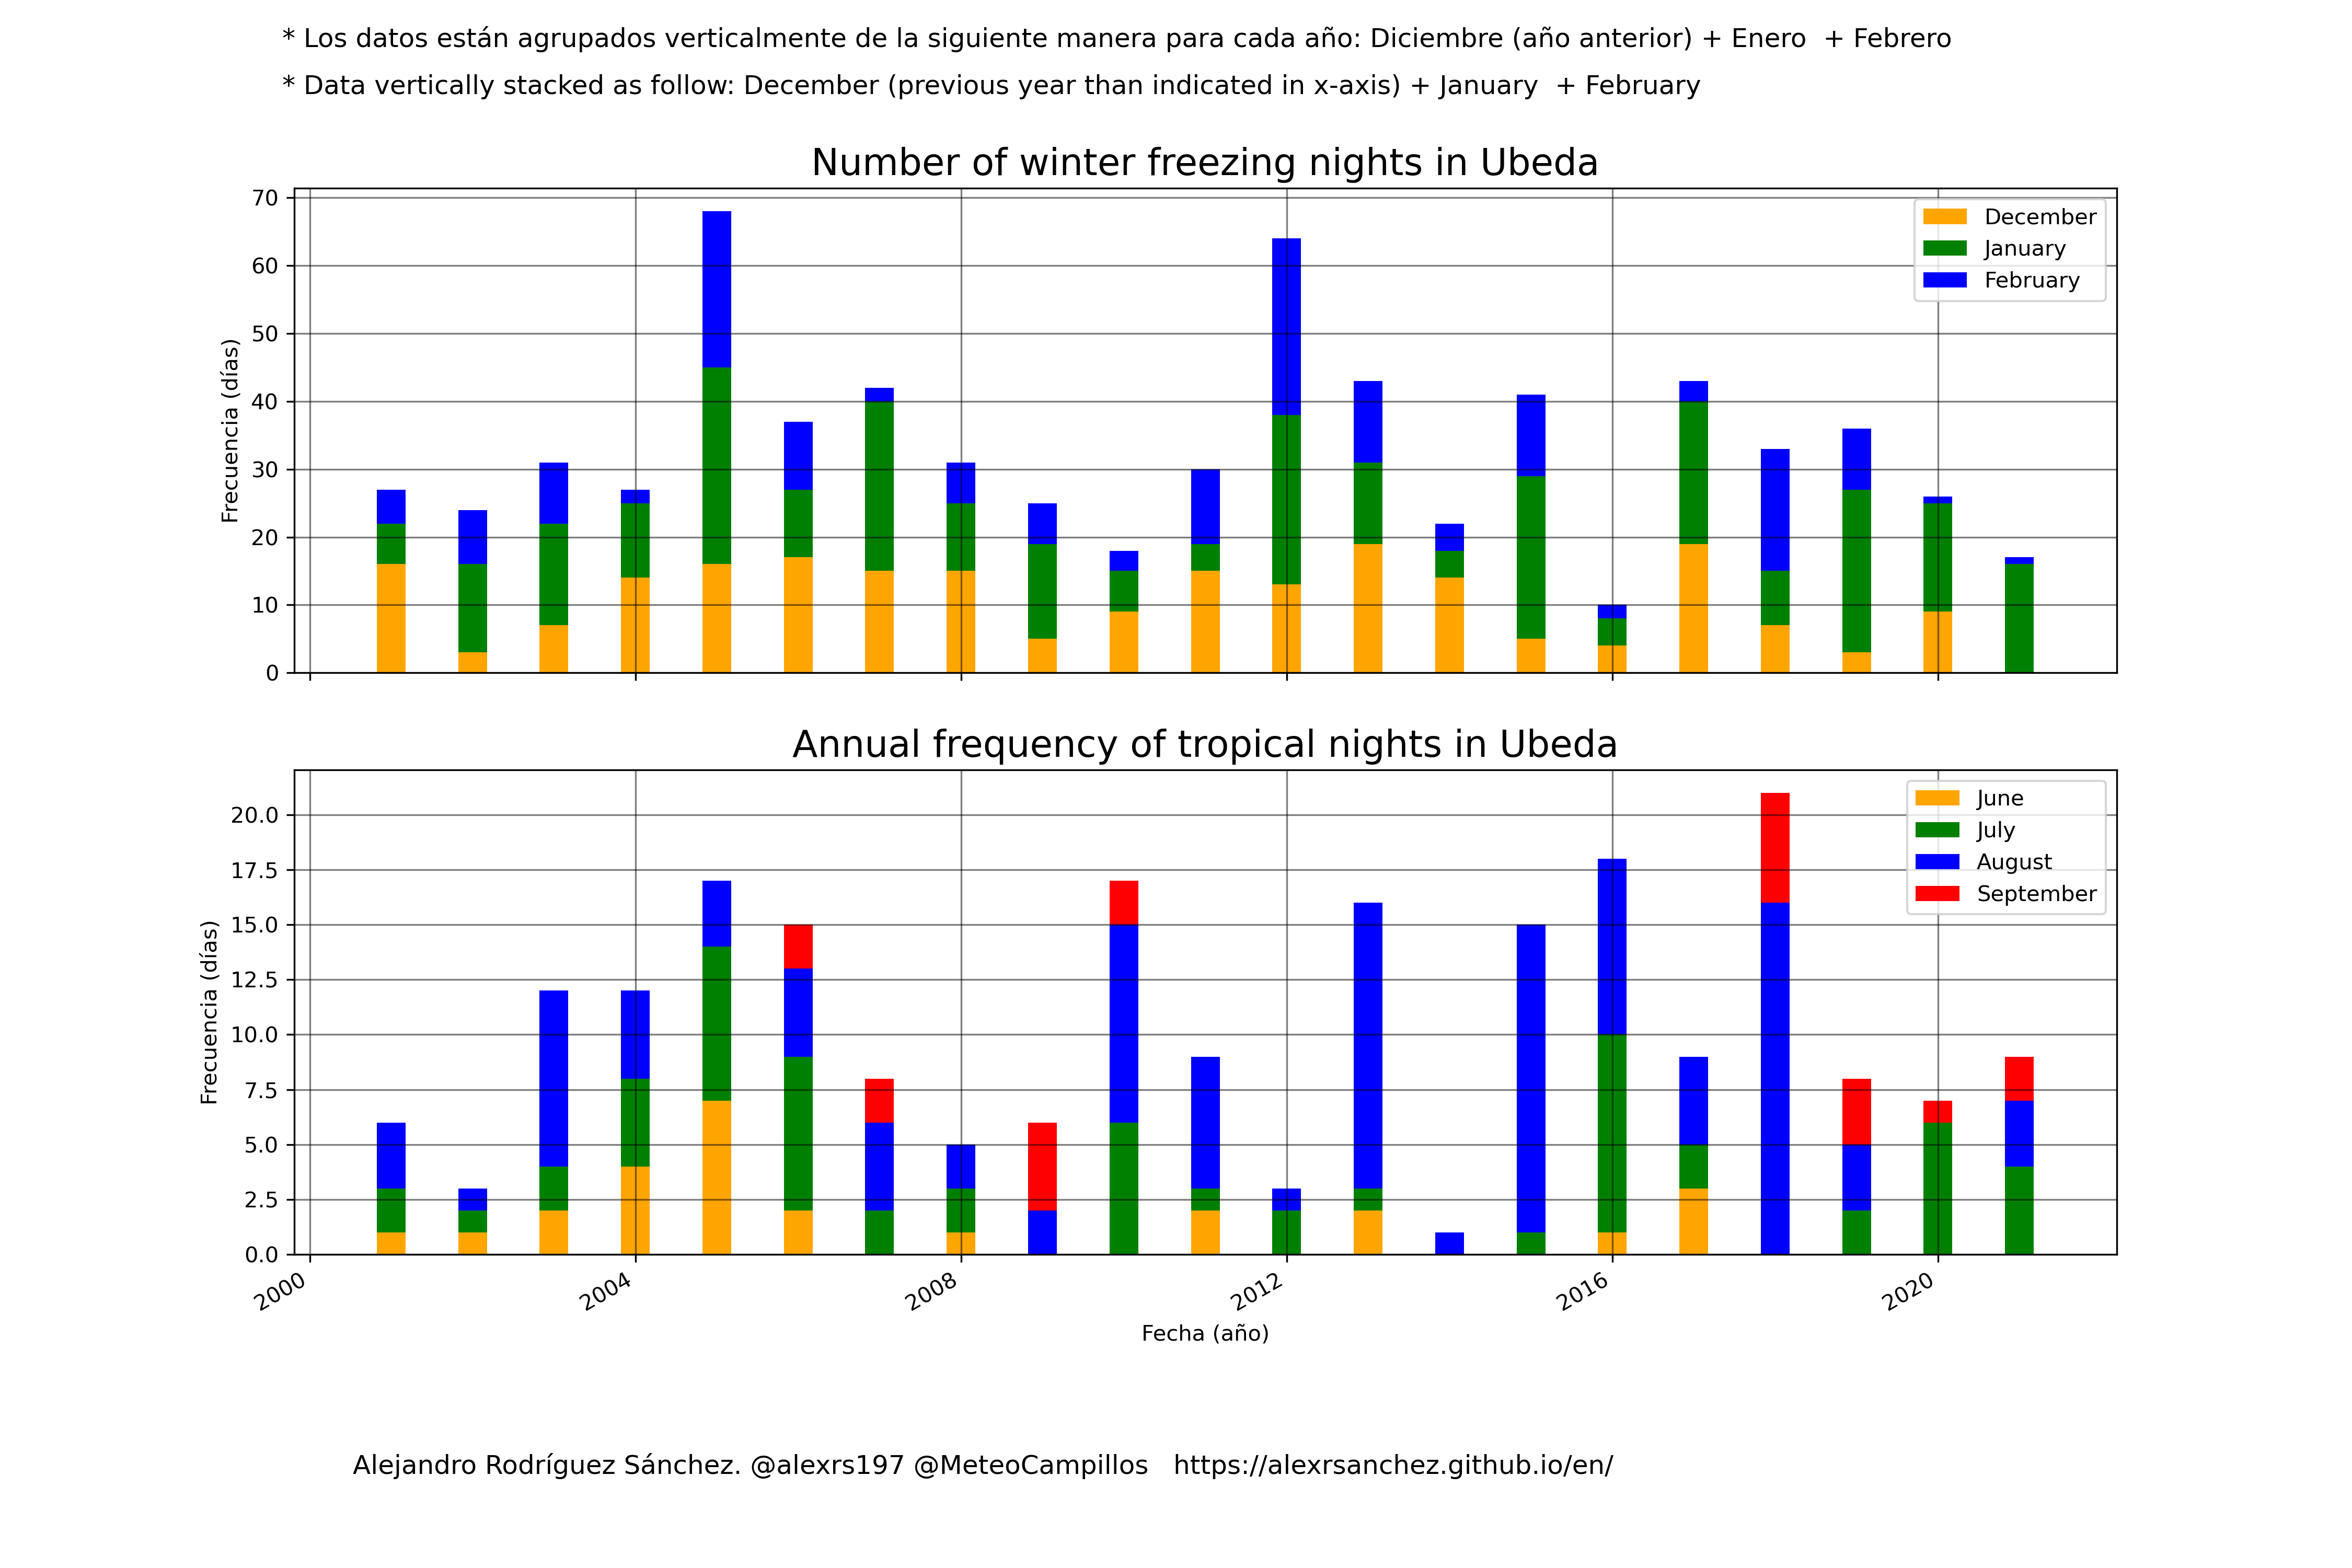 * Los datos están agrupados verticalmente de la siguiente manera para cada año: Diciembre (año anterior) + Enero  + Febrero
* Data vertically stacked as follow: December (previous year than indicated in x-axis) + January  + February
Number of winter freezing nights in Ubeda
70
60
50
40
30
20
10
0
Frecuencia (días)
December
January
February
Annual frequency of tropical nights in Ubeda
20.0
17.5
15.0
12.5
10.0
7.5
5.0
2.5
0.0
Frecuencia (días)
June
July
August
September
2000
2004
2008
2012
2016
2020
Fecha (año)
Alejandro Rodríguez Sánchez. @alexrs197 @MeteoCampillos   https://alexrsanchez.github.io/en/